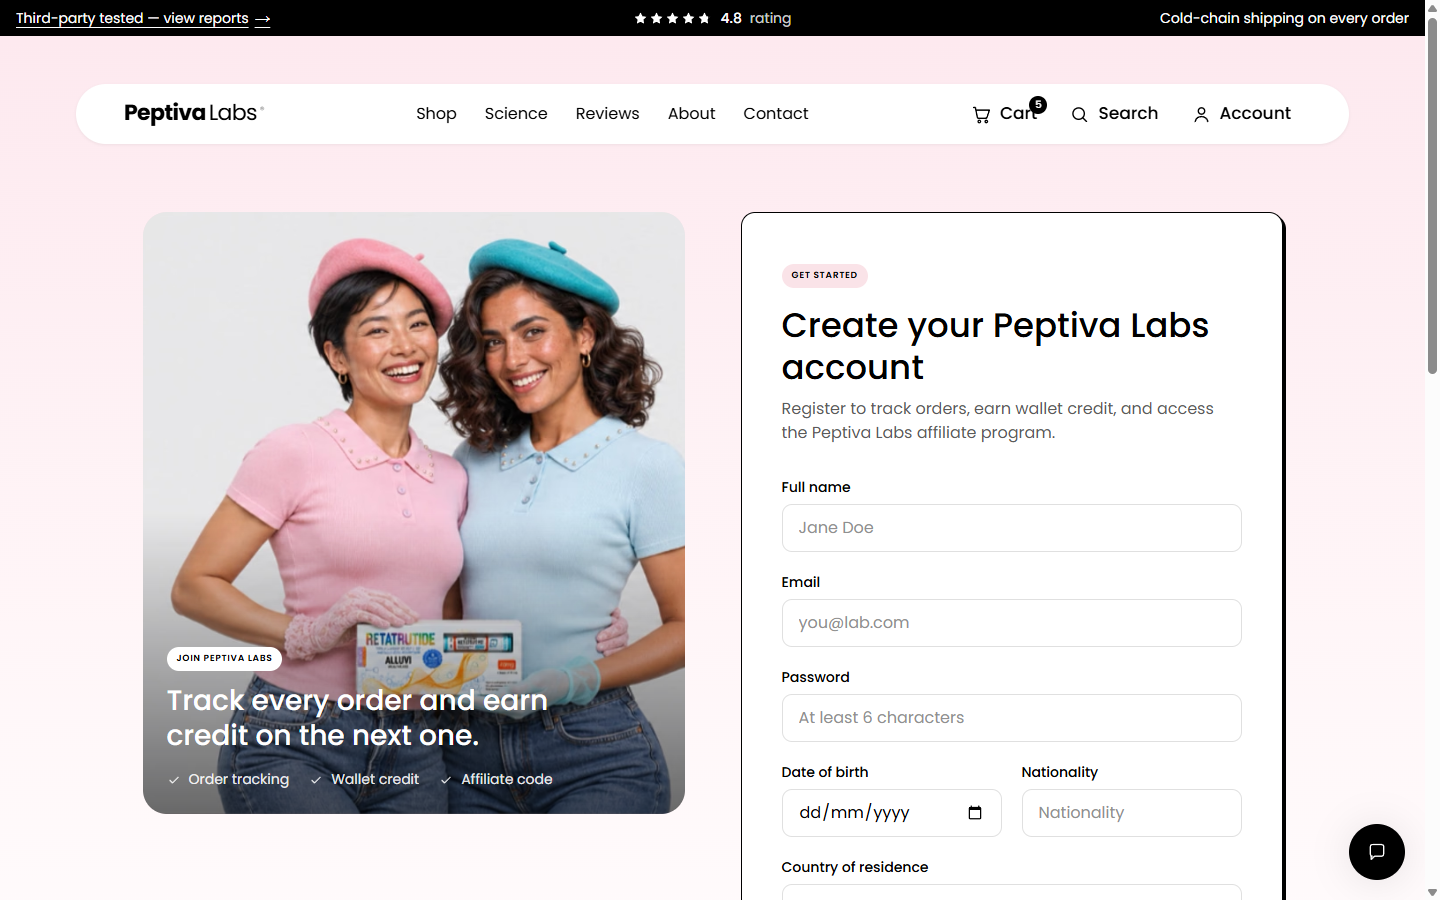 Third-party tested — view reports →
4.8 rating
Cold-chain shipping on every order
Peptiva Labs
Shop
Science
Reviews
About
Contact
Cart
5
Search
Account
RETATRUTIDE
ALLUVI
JOIN PEPTIVA LABS
Track every order and earn
credit on the next one.
Order tracking
Wallet credit
Affiliate code
GET STARTED
Create your Peptiva Labs
account
Register to track orders, earn wallet credit, and access
the Peptiva Labs affiliate program.
Full name
Jane Doe
Email
you@lab.com
Password
At least 6 characters
Date of birth
Nationality
dd/mm/yyyy
Nationality
Country of residence